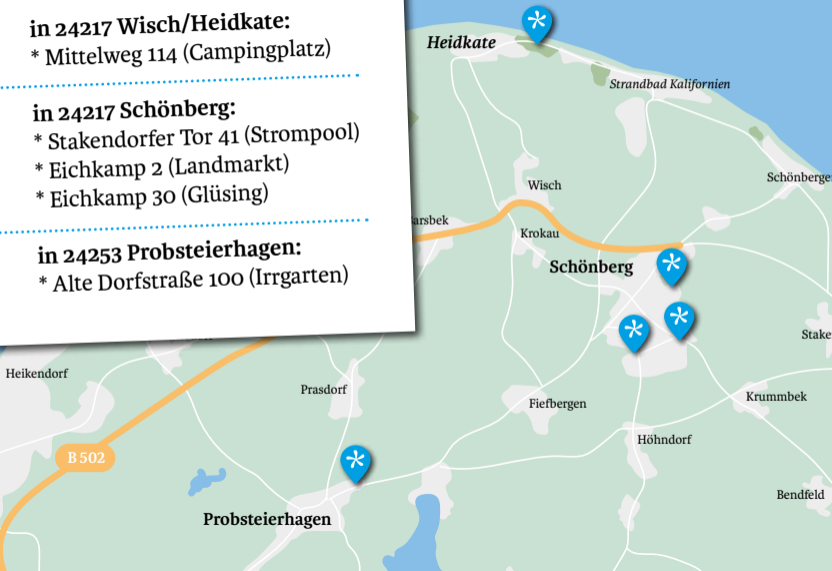 in 24217 Wisch/Heidkate:
* Mittelweg 114 (Campingplatz)
in 24217 Schönberg:
* Stakendorfer Tor 41 (Strompool)
* Eichkamp 2 (Landmarkt)
* Eichkamp 30 (Glüsing)
in 24253 Probsteierhagen:
* Alte Dorfstraße 100 (Irrgarten)
Heidkate
Strandbad Kalifornien
Schönberge
Wisch
arsbek
Krokau
Schönberg
Stake
Heikendorf
Prasdorf
Fiefbergen
Krummbek
Höhndorf
B 502
Bendfeld
Probsteierhagen